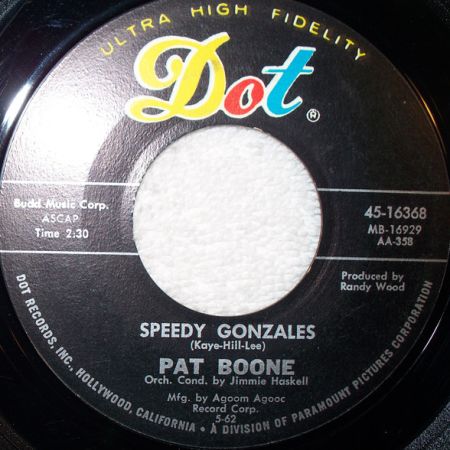 ULTRA HIGH FIDELITY
Dot®
Budd Music Corp.
ASCAP
Time 2:30
45-16368
MB-16929
AA-358
Produced by
Randy Wood
SPEEDY GONZALES
(Kaye-Hill-Lee)
PAT BOONE
Orch. Cond. by Jimmie Haskell
Mfg. by Agoom Agooc
Record Corp.
5-62
DOT RECORDS, INC., HOLLYWOOD, CALIFORNIA • A DIVISION OF PARAMOUNT PICTURES CORPORATION